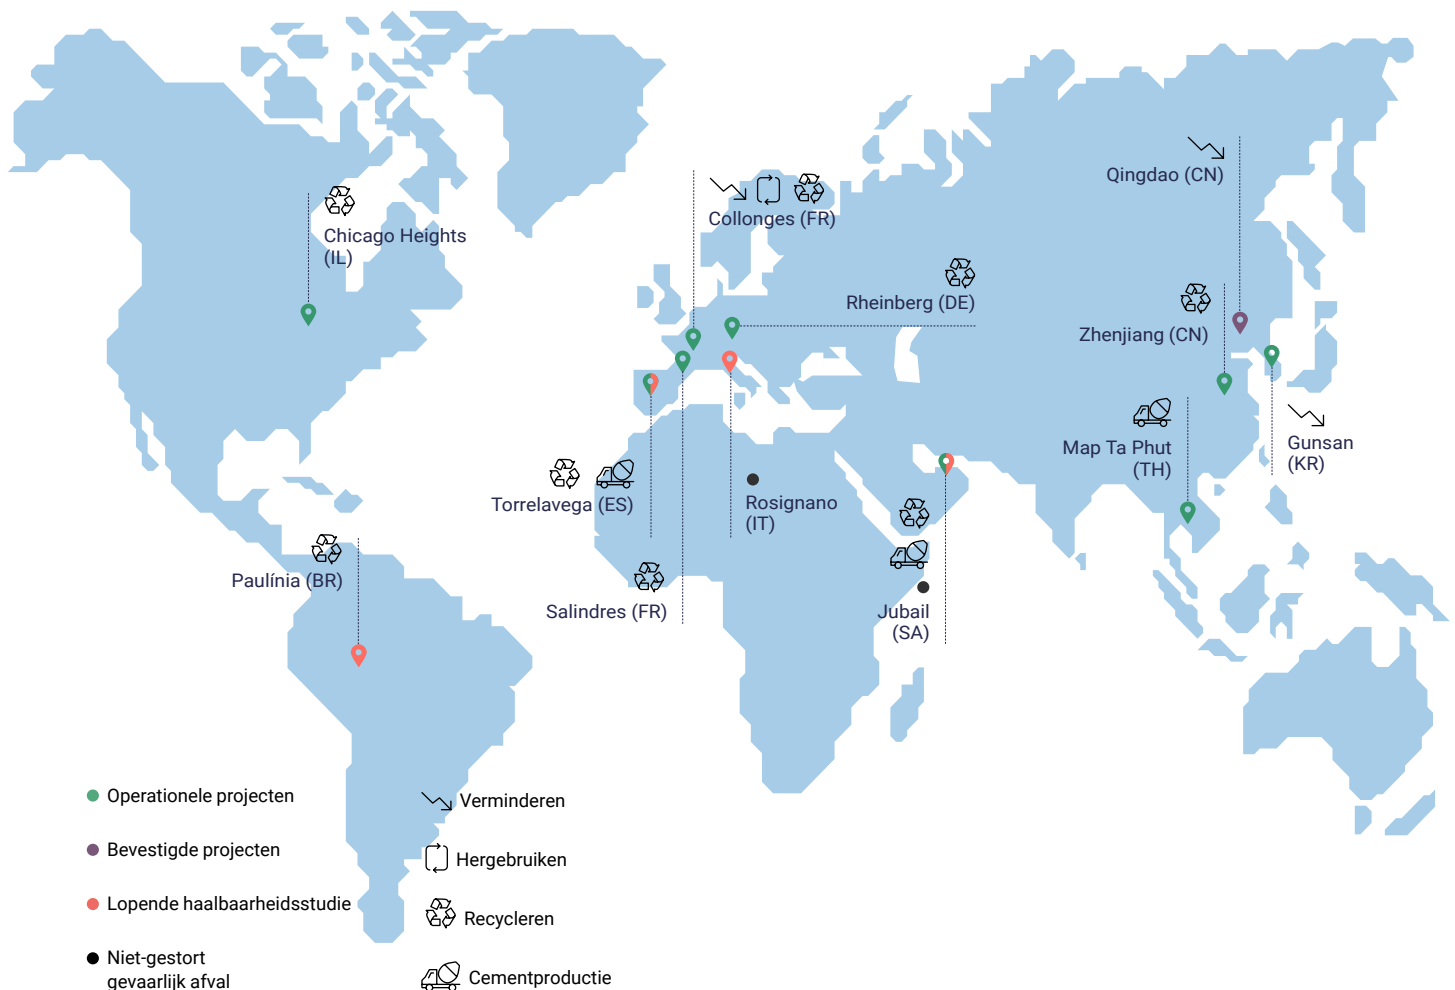 Qingdao (CN)
Collonges (FR)
Chicago Heights
(IL)
Rheinberg (DE)
Zhenjiang (CN)
Map Ta Phut
(TH)
Gunsan
(KR)
Torrelavega (ES)
Rosignano
(IT)
Paulínia (BR)
Salindres (FR)
Jubail
(SA)
Operationele projecten
Bevestigde projecten
Lopende haalbaarheidsstudie
Niet-gestort
gevaarlijk afval
Verminderen
Hergebruiken
Recycleren
Cementproductie